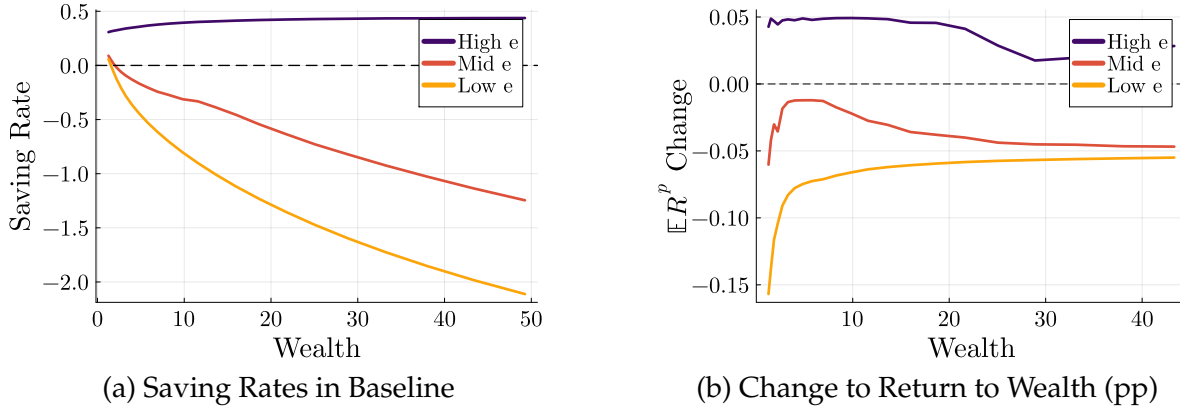 0.5
0.0
−0.5
−1.0
−1.5
−2.0
Saving Rate
High e
Mid e
Low e
0 10 20 30 40 50
Wealth
(a) Saving Rates in Baseline
0.05
0.00
−0.05
−0.10
−0.15
𝔼R^p Change
High e
Mid e
Low e
10 20 30 40
Wealth
(b) Change to Return to Wealth (pp)